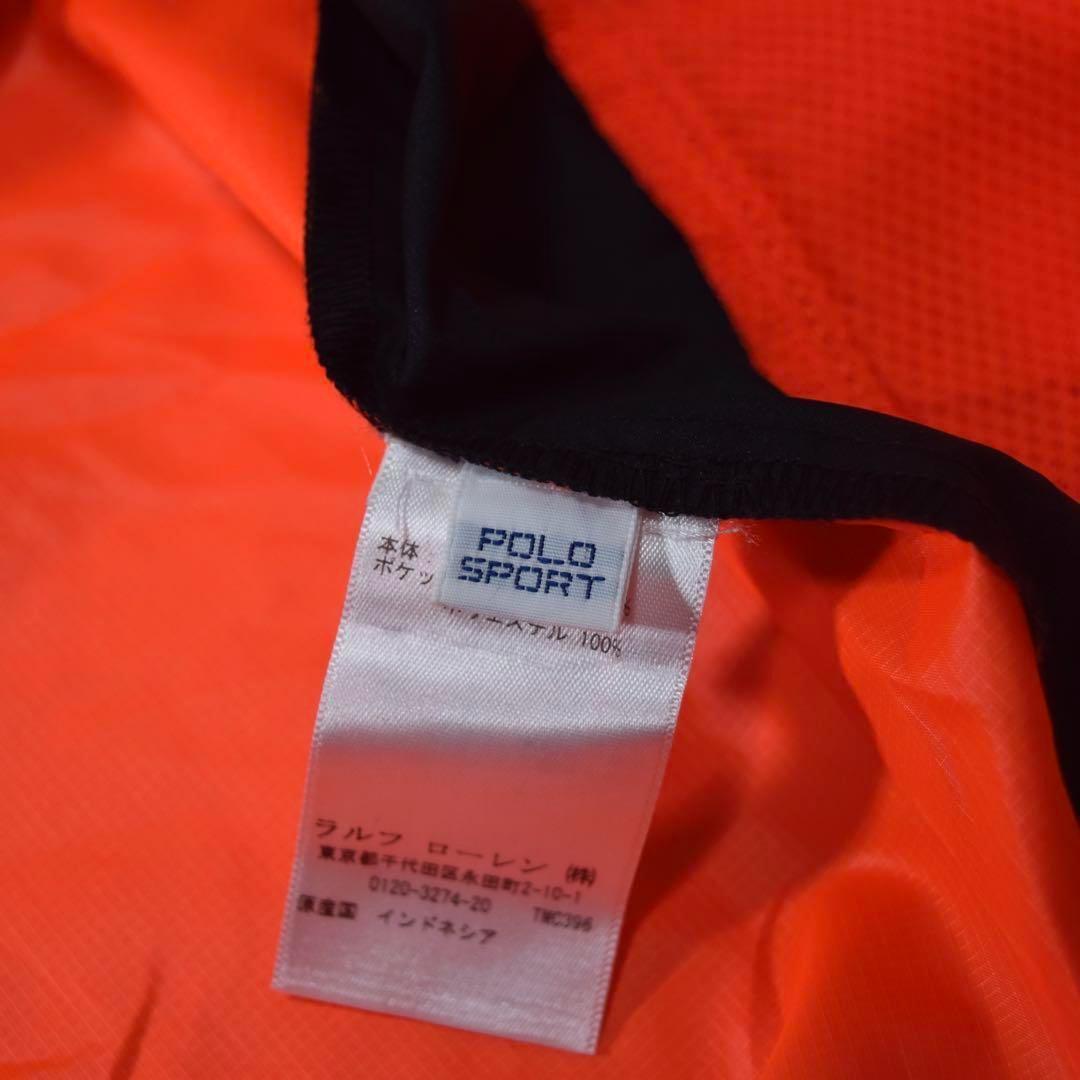 POLO
SPORT
本体
ポケッ
ポリエステル 100%
ラルフ ローレン ㈱
東京都千代田区永田町2-10-1
0120-3274-20 TMC396
原産国 インドネシア